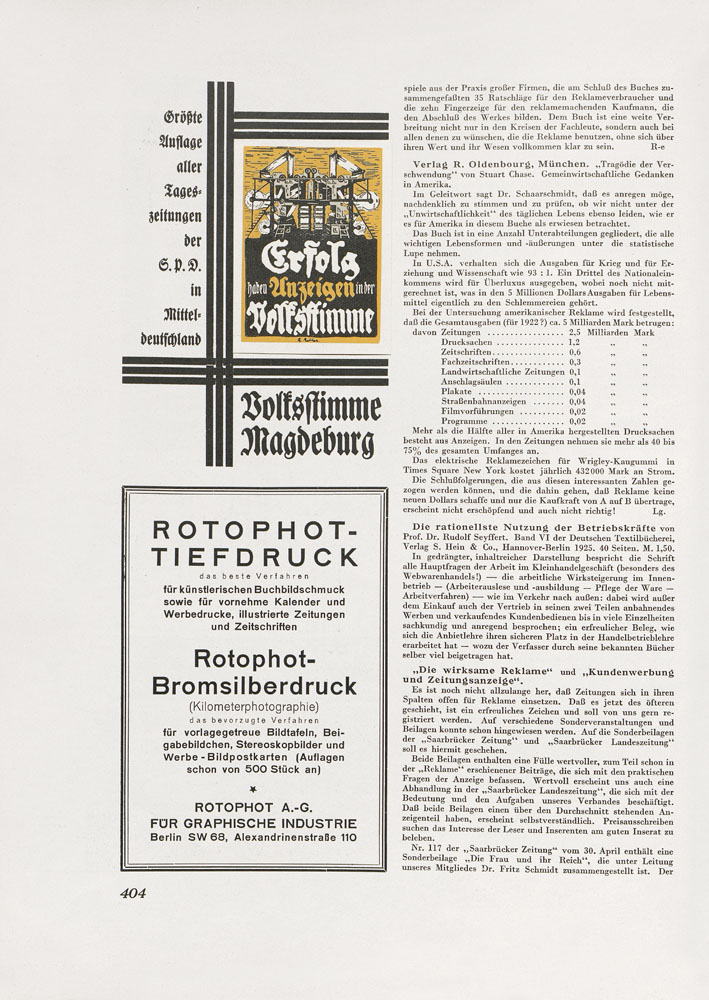 Größte
Auflage
aller
Tages-
zeitungen
der
S. P. D.
in
Mittel-
deutschland
Erfolg
haben Anzeigen in der
Volksstimme
Volksstimme
Magdeburg
ROTOPHOT-
TIEFDRUCK
das beste Verfahren
für künstlerischen Buchbildschmuck
sowie für vornehme Kalender und
Werbedrucke, illustrierte Zeitungen
und Zeitschriften
Rotophot-
Bromsilberdruck
(Kilometerphotographie)
das bevorzugte Verfahren
für vorlagegetreue Bildtafeln, Bei-
gabebildchen, Stereoskopbilder und
Werbe-Bildpostkarten (Auflagen
schon von 500 Stück an)
ROTOPHOT A.-G.
FÜR GRAPHISCHE INDUSTRIE
Berlin SW 68, Alexandrinenstraße 110
404
spiele aus der Praxis großer Firmen, die am Schluß des Buches zu-
sammengefaßten 35 Ratschläge für den Reklameverbraucher und
die zehn Fingerzeige für den reklamemachenden Kaufmann, die
den Abschluß des Werkes bilden. Dem Buch ist eine weite Ver-
breitung nicht nur in den Kreisen der Fachleute, sondern auch bei
allen denen zu wünschen, die die Reklame benutzen, ohne sich über
ihren Wert und ihr Wesen vollkommen klar zu sein. R-e
Verlag R. Oldenbourg, München. „Tragödie der Ver-
schwendung“ von Stuart Chase. Gemeinwirtschaftliche Gedanken
in Amerika.
Im Geleitwort sagt Dr. Schaarschmidt, daß es anregen möge,
nachdenklich zu stimmen und zu prüfen, ob wir nicht unter der
„Unwirtschaftlichkeit“ des täglichen Lebens ebenso leiden, wie er
es für Amerika in diesem Buche als erwiesen betrachtet.
Das Buch ist in eine Anzahl Unterabteilungen gegliedert, die alle
wichtigen Lebensformen und -äußerungen unter die statistische
Lupe nehmen.
In U.S.A. verhalten sich die Ausgaben für Krieg und für Er-
ziehung und Wissenschaft wie 93 : 1. Ein Drittel des Nationalein-
kommens wird für Überluxus ausgegeben, wobei noch nicht mit-
gerechnet ist, was in den 5 Millionen Dollars Ausgaben für Lebens-
mittel eigentlich zu den Schlemmereien gehört.
Bei der Untersuchung amerikanischer Reklame wird festgestellt,
daß die Gesamtausgaben (für 1922?) ca. 5 Milliarden Mark betrugen:
davon Zeitungen ................ 2,5 Milliarden Mark
Drucksachen .............. 1,2 „ „
Zeitschriften .............. 0,6 „ „
Fachzeitschriften ........... 0,3 „ „
Landwirtschaftliche Zeitungen 0,1 „ „
Anschlagsäulen ............ 0,1 „ „
Plakate .................. 0,04 „ „
Straßenbahnanzeigen ....... 0,04 „ „
Filmvorführungen .......... 0,02 „ „
Programme ............... 0,02 „ „
Mehr als die Hälfte aller in Amerika hergestellten Drucksachen
besteht aus Anzeigen. In den Zeitungen nehmen sie mehr als 40 bis
75% des gesamten Umfanges an.
Das elektrische Reklamezeichen für Wrigley-Kaugummi in
Times Square New York kostet jährlich 432 000 Mark an Strom.
Die Schlußfolgerungen, die aus diesen interessanten Zahlen ge-
zogen werden können, und die dahin gehen, daß Reklame keine
neuen Dollars schaffe und nur die Kaufkraft von A auf B übertrage,
erscheint nicht erschöpfend und auch nicht richtig! Lg.
Die rationellste Nutzung der Betriebskräfte von
Prof. Dr. Rudolf Seyffert. Band VI der Deutschen Textilbücherei,
Verlag S. Hein & Co., Hannover-Berlin 1925. 40 Seiten. M. 1,50.
In gedrängter, inhaltreicher Darstellung bespricht die Schrift
alle Hauptfragen der Arbeit im Kleinhandelsgeschäft (besonders des
Webwarenhandels!) — die arbeitliche Wirksteigerung im Innen-
betrieb — (Arbeiterauslese und -ausbildung — Pflege der Ware —
Arbeitverfahren) — wie im Verkehr nach außen: dabei wird außer
dem Einkauf auch der Vertrieb in seinen zwei Teilen anbahnendes
Werben und verkaufendes Kundenbedienen bis in viele Einzelheiten
sachkundig und anregend besprochen; ein erfreulicher Beleg, wie
sich die Anbietlehre ihren sicheren Platz in der Handelbetrieblehre
erarbeitet hat — wozu der Verfasser durch seine bekannten Bücher
selber viel beigetragen hat.
„Die wirksame Reklame“ und „Kundenwerbung
und Zeitungsanzeige“.
Es ist noch nicht allzulange her, daß Zeitungen sich in ihren
Spalten offen für Reklame einsetzen. Daß es jetzt des öfteren
geschieht, ist ein erfreuliches Zeichen und soll von uns gern re-
gistriert werden. Auf verschiedene Sonderveranstaltungen und
Beilagen konnte schon hingewiesen werden. Auf die Sonderbeilagen
der „Saarbrücker Zeitung“ und „Saarbrücker Landeszeitung“
soll es hiermit geschehen.
Beide Beilagen enthalten eine Fülle wertvoller, zum Teil schon in
der „Reklame“ erschienener Beiträge, die sich mit den praktischen
Fragen der Anzeige befassen. Wertvoll erscheint uns auch eine
Abhandlung in der „Saarbrücker Landeszeitung“, die sich mit der
Bedeutung und den Aufgaben unseres Verbandes beschäftigt.
Daß beide Beilagen einen über den Durchschnitt stehenden An-
zeigenteil haben, erscheint selbstverständlich. Preisausschreiben
suchen das Interesse der Leser und Inserenten am guten Inserat zu
beleben.
Nr. 117 der „Saarbrücker Zeitung“ vom 30. April enthält eine
Sonderbeilage „Die Frau und ihr Reich“, die unter Leitung
unseres Mitgliedes Dr. Fritz Schmidt zusammengestellt ist. Der